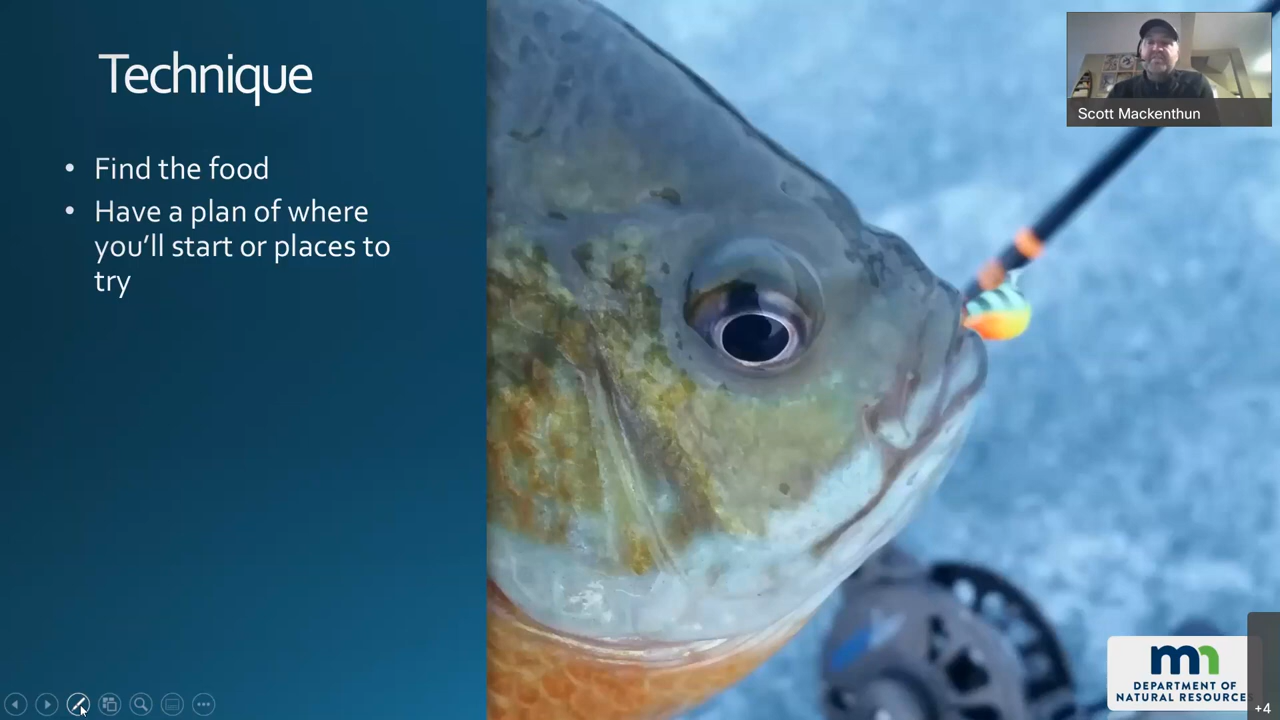 Technique
• Find the food
• Have a plan of where
you’ll start or places to
try
Scott Mackenthun
mn
DEPARTMENT OF
NATURAL RESOURCES
+4